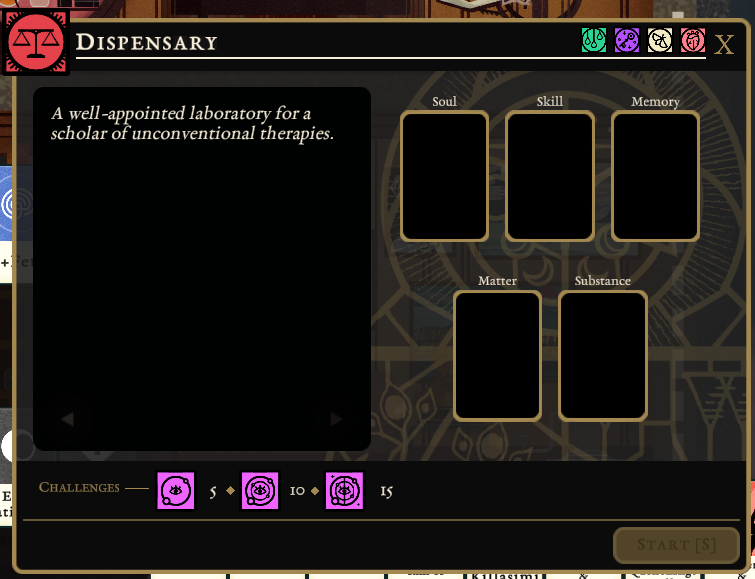 DISPENSARY
X
A well-appointed laboratory for a
scholar of unconventional therapies.
Soul
Skill
Memory
Matter
Substance
CHALLENGES
5
10
15
START [S]
Killasimi
&